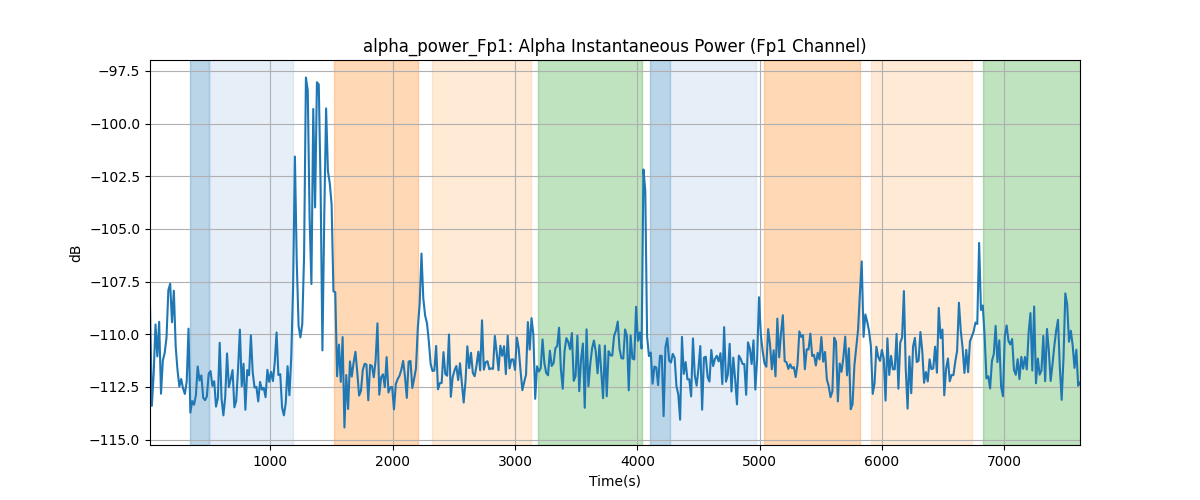 alpha_power_Fp1: Alpha Instantaneous Power (Fp1 Channel)
dB
−97.5
−100.0
−102.5
−105.0
−107.5
−110.0
−112.5
−115.0
1000 2000 3000 4000 5000 6000 7000
Time(s)